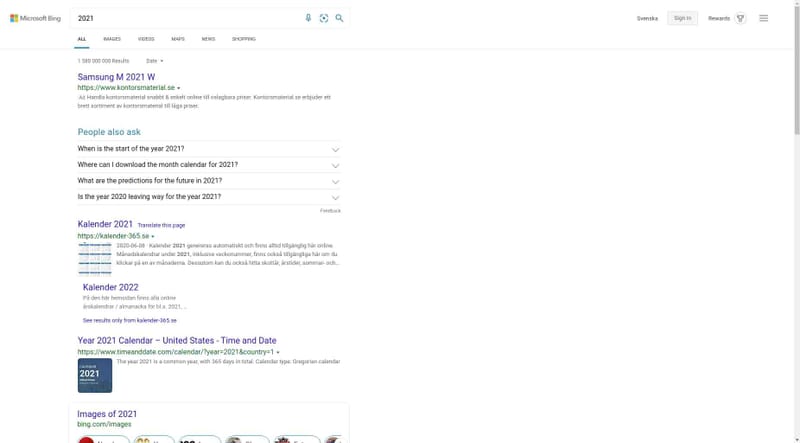 Microsoft Bing
2021
Svenska
Sign in
Rewards
ALL
IMAGES
VIDEOS
MAPS
NEWS
SHOPPING
1 580 000 000 Results
Date
Samsung M 2021 W
https://www.kontorsmaterial.se
Ad Handla kontorsmaterial snabbt & enkelt online till oslagbara priser. Kontorsmaterial.se erbjuder ett
brett sortiment av kontorsmaterial till låga priser.
People also ask
When is the start of the year 2021?
Where can I download the month calendar for 2021?
What are the predictions for the future in 2021?
Is the year 2020 leaving way for the year 2021?
Feedback
Kalender 2021 Translate this page
https://kalender-365.se
2020-06-08 · Kalender 2021 genereras automatiskt och finns alltid tillgänglig här online.
Månadskalendrar under 2021, inklusive veckonummer, finns också tillgängliga här om du
klickar på en av månaderna. Dessutom kan du också hitta skottår, årstider, sommar- och...
Kalender 2022
På den här hemsidan finns alla online
årskalendrar / almanacka för bl.a. 2021, ...
See results only from kalender-365.se
Year 2021 Calendar – United States - Time and Date
https://www.timeanddate.com/calendar/?year=2021&country=1
The year 2021 is a common year, with 365 days in total. Calendar type: Gregorian calendar
2021
Images of 2021
bing.com/images